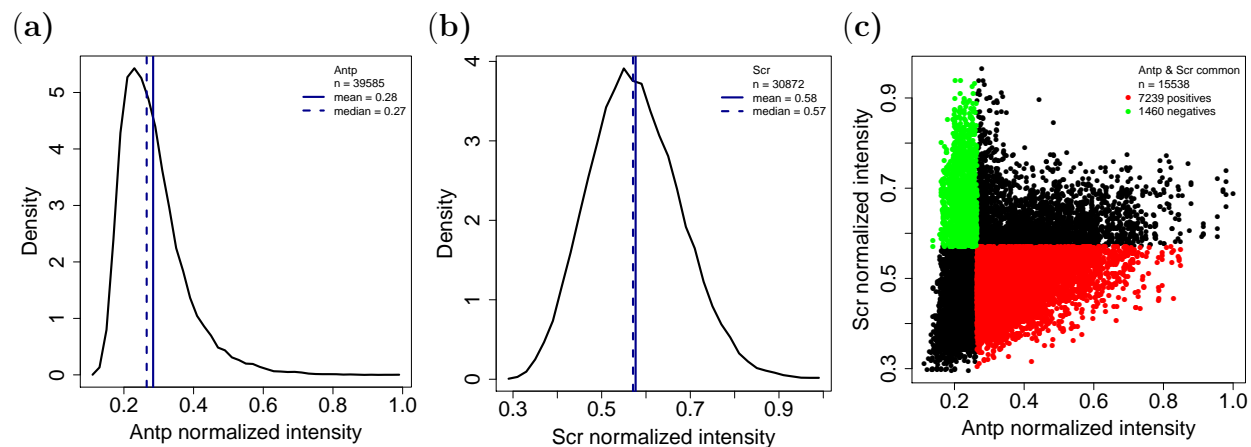 (a)
Antp
n = 39585
mean = 0.28
median = 0.27
Density
0 1 2 3 4 5
0.2 0.4 0.6 0.8 1.0
Antp normalized intensity
(b)
Scr
n = 30872
mean = 0.58
median = 0.57
Density
0 1 2 3 4
0.3 0.5 0.7 0.9
Scr normalized intensity
(c)
Antp & Scr common
n = 15538
7239 positives
1460 negatives
Scr normalized intensity
0.3 0.5 0.7 0.9
0.2 0.4 0.6 0.8 1.0
Antp normalized intensity